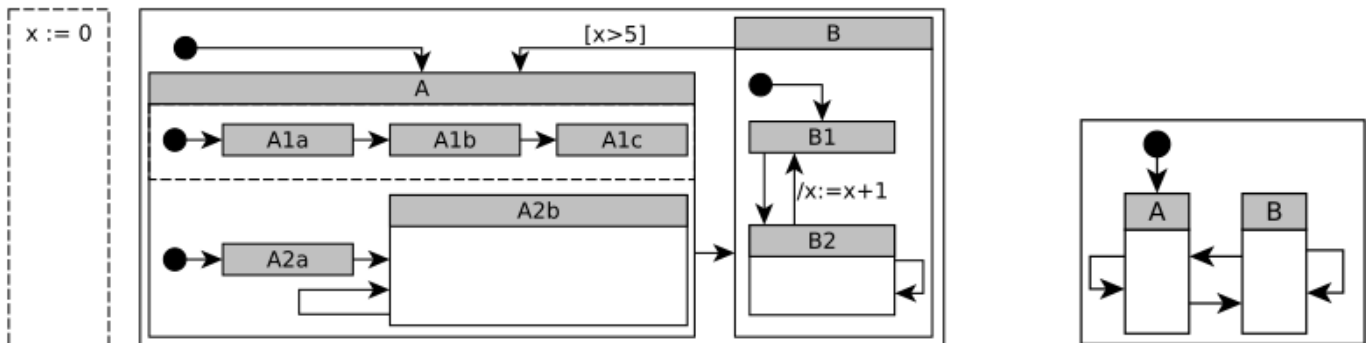 x := 0
[x>5]
B
A
A1a
A1b
A1c
B1
/x:=x+1
A2b
A2a
B2
A
B